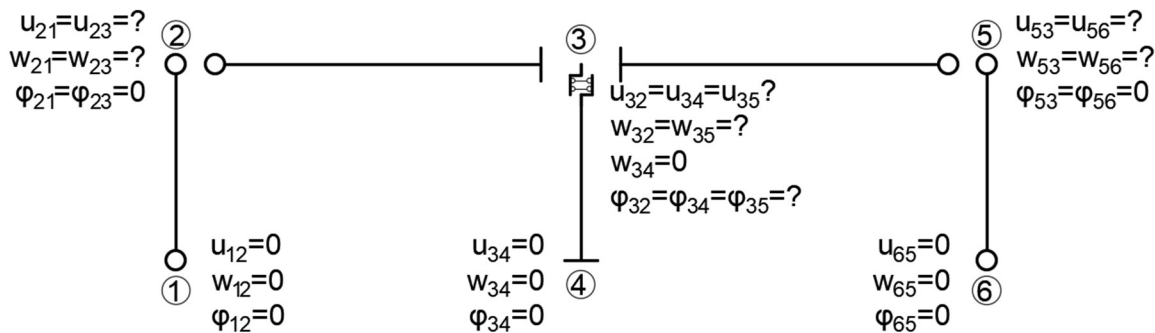 u₂₁=u₂₃=?
w₂₁=w₂₃=?
φ₂₁=φ₂₃=0
②
③
⑤
u₅₃=u₅₆=?
w₅₃=w₅₆=?
φ₅₃=φ₅₆=0
u₃₂=u₃₄=u₃₅?
w₃₂=w₃₅=?
w₃₄=0
φ₃₂=φ₃₄=φ₃₅=?
①
u₁₂=0
w₁₂=0
φ₁₂=0
u₃₄=0
w₃₄=0
φ₃₄=0
④
u₆₅=0
w₆₅=0
φ₆₅=0
⑥